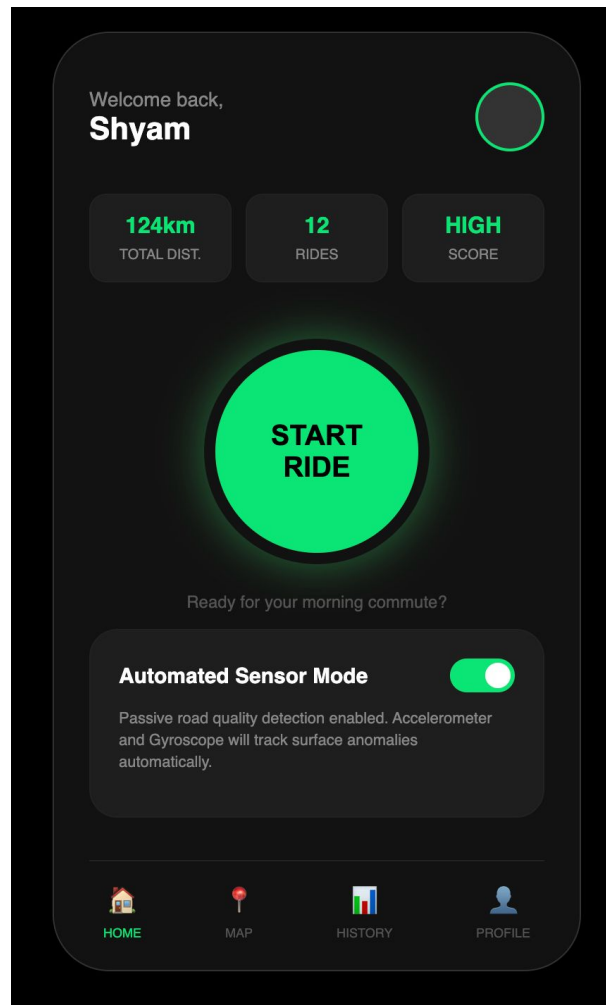 Welcome back,
Shyam
124km
TOTAL DIST.
12
RIDES
HIGH
SCORE
START
RIDE
Ready for your morning commute?
Automated Sensor Mode
Passive road quality detection enabled. Accelerometer
and Gyroscope will track surface anomalies
automatically.
HOME
MAP
HISTORY
PROFILE